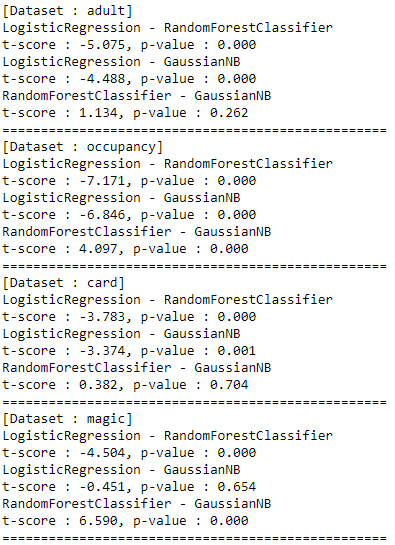 [Dataset : adult]
LogisticRegression - RandomForestClassifier
t-score : -5.075, p-value : 0.000
LogisticRegression - GaussianNB
t-score : -4.488, p-value : 0.000
RandomForestClassifier - GaussianNB
t-score : 1.134, p-value : 0.262
==================================================
[Dataset : occupancy]
LogisticRegression - RandomForestClassifier
t-score : -7.171, p-value : 0.000
LogisticRegression - GaussianNB
t-score : -6.846, p-value : 0.000
RandomForestClassifier - GaussianNB
t-score : 4.097, p-value : 0.000
==================================================
[Dataset : card]
LogisticRegression - RandomForestClassifier
t-score : -3.783, p-value : 0.000
LogisticRegression - GaussianNB
t-score : -3.374, p-value : 0.001
RandomForestClassifier - GaussianNB
t-score : 0.382, p-value : 0.704
==================================================
[Dataset : magic]
LogisticRegression - RandomForestClassifier
t-score : -4.504, p-value : 0.000
LogisticRegression - GaussianNB
t-score : -0.451, p-value : 0.654
RandomForestClassifier - GaussianNB
t-score : 6.590, p-value : 0.000
==================================================